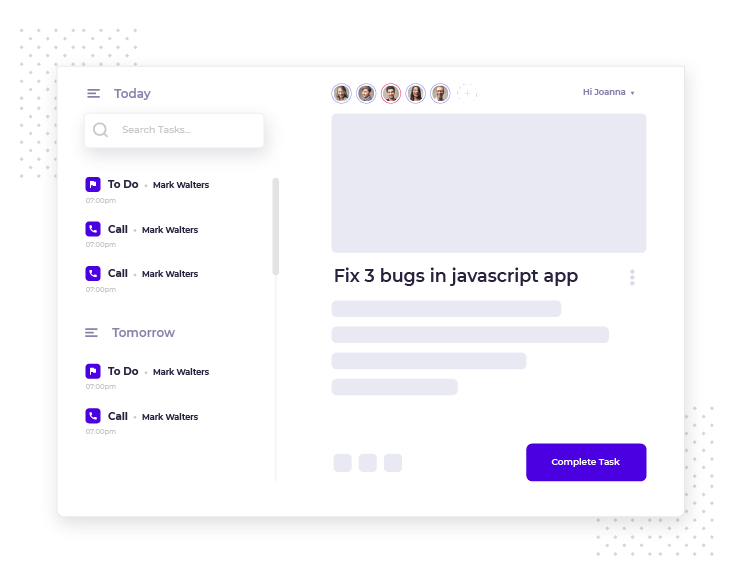 Today
Search Tasks...
To Do • Mark Walters
07:00pm
Call • Mark Walters
07:00pm
Call • Mark Walters
07:00pm
Tomorrow
To Do • Mark Walters
07:00pm
Call • Mark Walters
07:00pm
Hi Joanna
Fix 3 bugs in javascript app
Complete Task